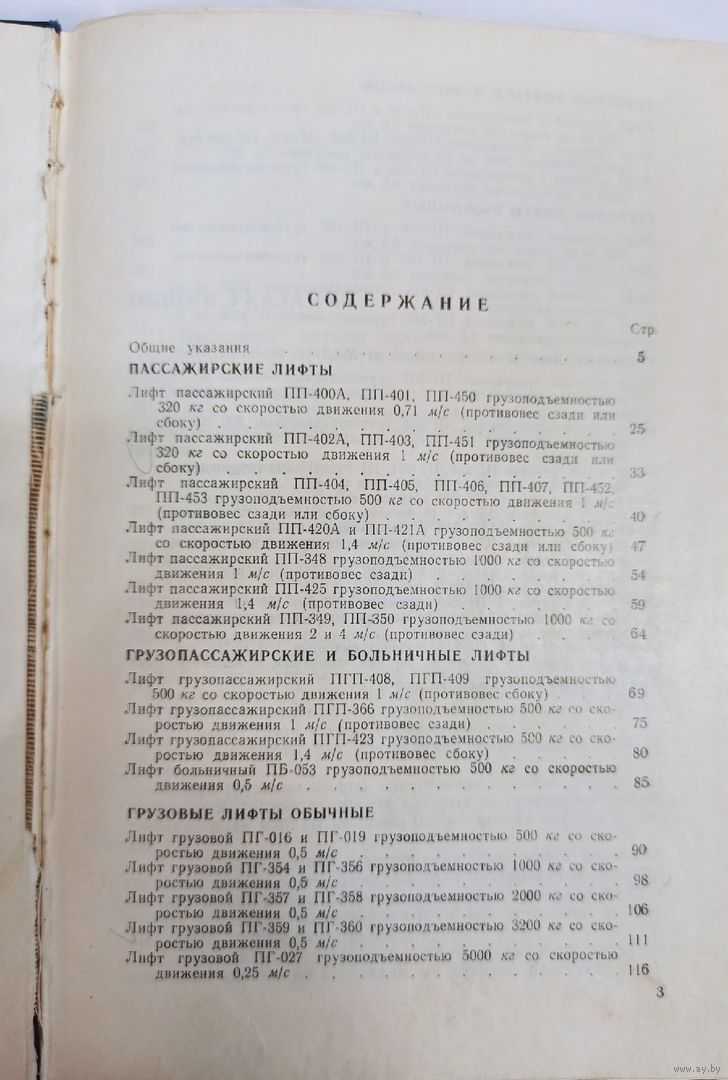 СОДЕРЖАНИЕ
Стр.
Общие указания . . . . . . . . . . . . 5
ПАССАЖИРСКИЕ ЛИФТЫ
Лифт пассажирский ПП-400А, ПП-401, ПП-450 грузоподъемностью
320 кг со скоростью движения 0,71 м/с (противовес сзади или
сбоку) . . . . . . . . . . . . . . 25
Лифт пассажирский ПП-402А, ПП-403, ПП-451 грузоподъемностью
320 кг со скоростью движения 1 м/с (противовес сзади или
сбоку) . . . . . . . . . . . . . . 33
Лифт пассажирский ПП-404, ПП-405, ПП-406, ПП-407, ПП-452,
ПП-453 грузоподъемностью 500 кг со скоростью движения 1 м/с
(противовес сзади или сбоку) . . . . . . . . . 40
Лифт пассажирский ПП-420А и ПП-421А грузоподъемностью 500 кг
со скоростью движения 1,4 м/с (противовес сзади или сбоку) 47
Лифт пассажирский ПП-348 грузоподъемностью 1000 кг со скоростью
движения 1 м/с (противовес сзади) . . . . . . . 54
Лифт пассажирский ПП-425 грузоподъемностью 1000 кг со скоростью
движения 1,4 м/с (противовес сзади) . . . . . . 59
Лифт пассажирский ПП-349, ПП-350 грузоподъемностью 1000 кг со
скоростью движения 2 и 4 м/с (противовес сзади) . . . . 64
ГРУЗОПАССАЖИРСКИЕ И БОЛЬНИЧНЫЕ ЛИФТЫ
Лифт грузопассажирский ПГП-408, ПГП-409 грузоподъемностью
500 кг со скоростью движения 1 м/с (противовес сбоку) . . . 69
Лифт грузопассажирский ПГП-366 грузоподъемностью 500 кг со ско-
ростью движения 1 м/с (противовес сзади) . . . . . 75
Лифт грузопассажирский ПГП-423 грузоподъемностью 500 кг со ско-
ростью движения 1,4 м/с (противовес сбоку) . . . . 80
Лифт больничный ПБ-053 грузоподъемностью 500 кг со скоростью
движения 0,5 м/с . . . . . . . . . . . 85
ГРУЗОВЫЕ ЛИФТЫ ОБЫЧНЫЕ
Лифт грузовой ПГ-016 и ПГ-019 грузоподъемностью 500 кг со ско-
ростью движения 0,5 м/с . . . . . . . . . 90
Лифт грузовой ПГ-354 и ПГ-356 грузоподъемностью 1000 кг со ско-
ростью движения 0,5 м/с . . . . . . . . . 98
Лифт грузовой ПГ-357 и ПГ-358 грузоподъемностью 2000 кг со ско-
ростью движения 0,5 м/с . . . . . . . . . 106
Лифт грузовой ПГ-359 и ПГ-360 грузоподъемностью 3200 кг со ско-
ростью движения 0,5 м/с . . . . . . . . . 111
Лифт грузовой ПГ-027 грузоподъемностью 5000 кг со скоростью
движения 0,25 м/с . . . . . . . . . . . 116
3
www.ay.by